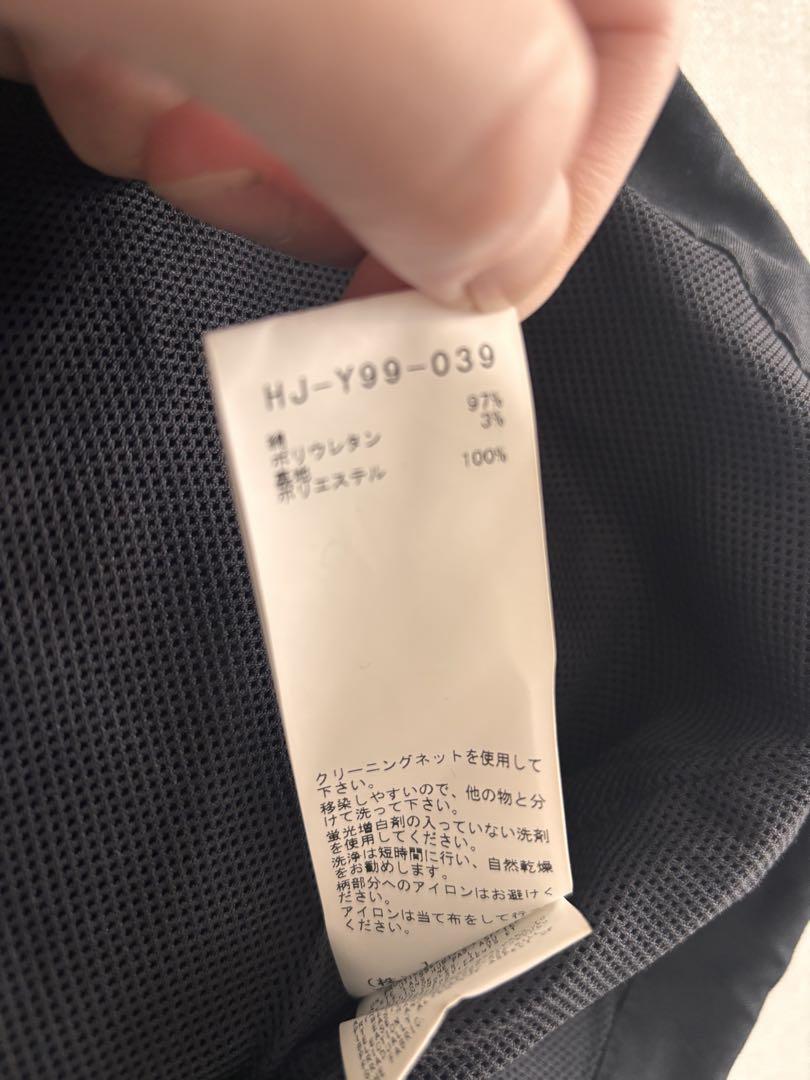 HJ-Y99-039
綿 97%
ポリウレタン 3%
裏地
ポリエステル 100%
クリーニングネットを使用して
下さい。
移染しやすいので、他の物と分
けて洗って下さい。
蛍光増白剤の入っていない洗剤
を使用してください。
洗浄は短時間に行い、自然乾燥
をお勧めします。
柄部分へのアイロンはお避けく
ださい。
アイロンは当て布をして行
ください。